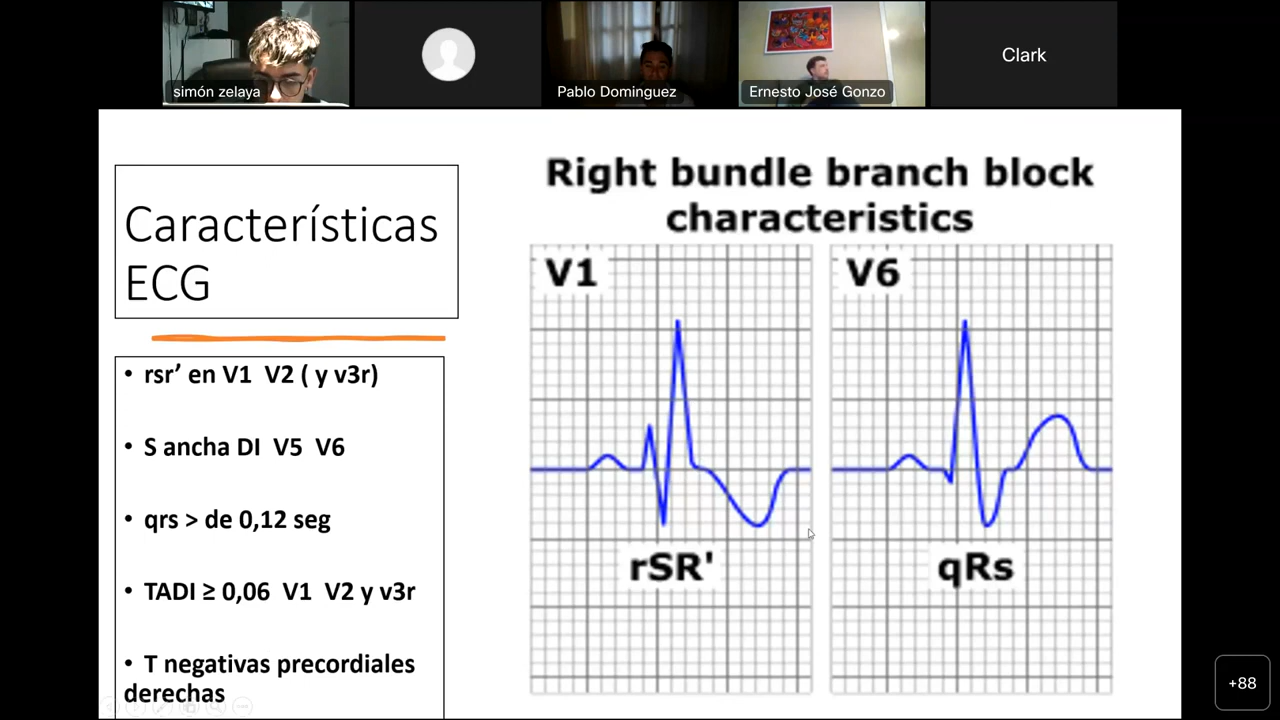 simón zelaya
Pablo Dominguez
Ernesto José Gonzo
Clark
Características
ECG
• rsr’ en V1 V2 ( y v3r)
• S ancha DI V5 V6
• qrs > de 0,12 seg
• TADI ≥ 0,06 V1 V2 y v3r
• T negativas precordiales
derechas
Right bundle branch block
characteristics
V1
V6
rSR'
qRs
+88